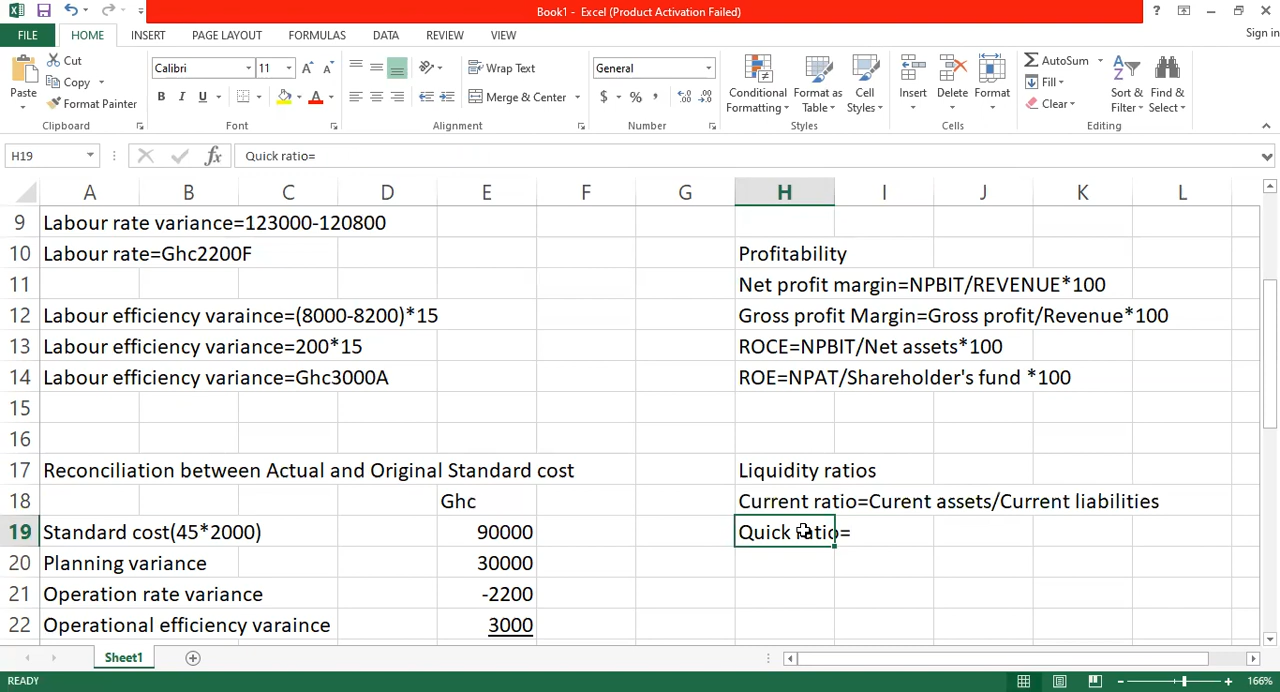 Book1 - Excel (Product Activation Failed)
FILE HOME INSERT PAGE LAYOUT FORMULAS DATA REVIEW VIEW Sign in
Paste Cut Copy Format Painter
Clipboard
Calibri 11
B I U A
Font
Wrap Text
Merge & Center
Alignment
General
$ % ,
Number
Conditional Formatting
Format as Table
Cell Styles
Styles
Insert Delete Format
Cells
AutoSum
Fill
Clear
Sort & Filter
Find & Select
Editing
H19 fx Quick ratio=
A B C D E F G H I J K L
9 Labour rate variance=123000-120800
10 Labour rate=Ghc2200F Profitability
11 Net profit margin=NPBIT/REVENUE*100
12 Labour efficiency varaince=(8000-8200)*15 Gross profit Margin=Gross profit/Revenue*100
13 Labour efficiency variance=200*15 ROCE=NPBIT/Net assets*100
14 Labour efficiency variance=Ghc3000A ROE=NPAT/Shareholder's fund *100
15
16
17 Reconciliation between Actual and Original Standard cost Liquidity ratios
18 Ghc Current ratio=Curent assets/Current liabilities
19 Standard cost(45*2000) 90000 Quick ratio=
20 Planning variance 30000
21 Operation rate variance -2200
22 Operational efficiency varaince 3000
Sheet1
READY 166%